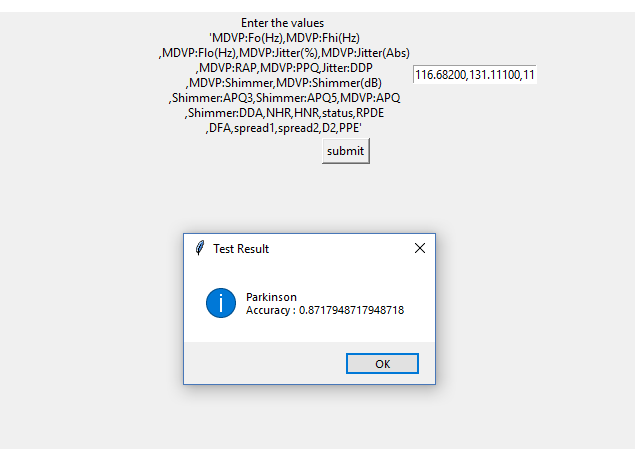 Enter the values
'MDVP:Fo(Hz),MDVP:Fhi(Hz)
,MDVP:Flo(Hz),MDVP:Jitter(%),MDVP:Jitter(Abs)
,MDVP:RAP,MDVP:PPQ,Jitter:DDP
,MDVP:Shimmer,MDVP:Shimmer(dB)
,Shimmer:APQ3,Shimmer:APQ5,MDVP:APQ
,Shimmer:DDA,NHR,HNR,status,RPDE
,DFA,spread1,spread2,D2,PPE'
116.68200,131.11100,11
submit
Test Result
Parkinson
Accuracy : 0.8717948717948718
OK